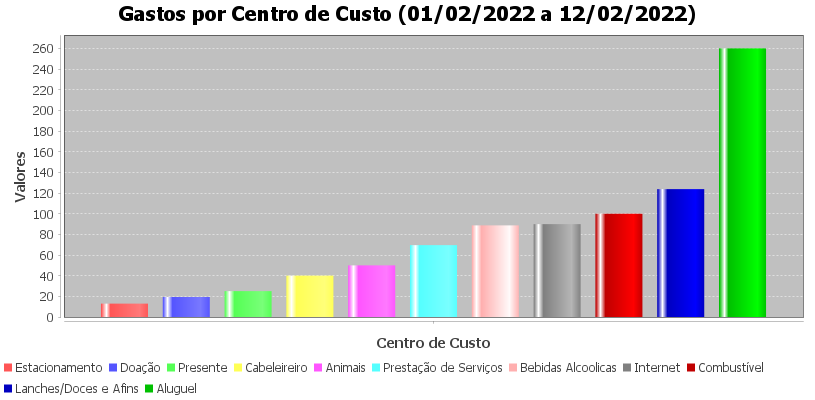 Gastos por Centro de Custo (01/02/2022 a 12/02/2022)
Valores
260
240
220
200
180
160
140
120
100
80
60
40
20
0
Centro de Custo
Estacionamento Doação Presente Cabeleireiro Animais Prestação de Serviços Bebidas Alcoolicas Internet Combustível
Lanches/Doces e Afins Aluguel